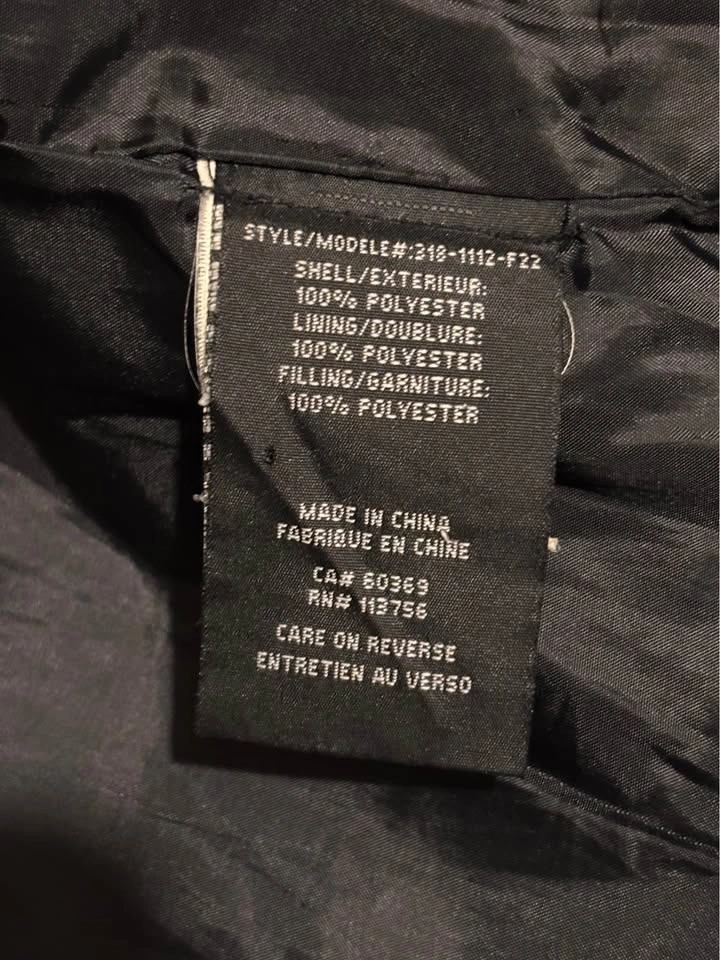 STYLE/MODELE#:318-1112-F22
SHELL/EXTERIEUR:
100% POLYESTER
LINING/DOUBLURE:
100% POLYESTER
FILLING/GARNITURE:
100% POLYESTER
MADE IN CHINA
FABRIQUE EN CHINE
CA# 60369
RN# 113756
CARE ON REVERSE
ENTRETIEN AU VERSO